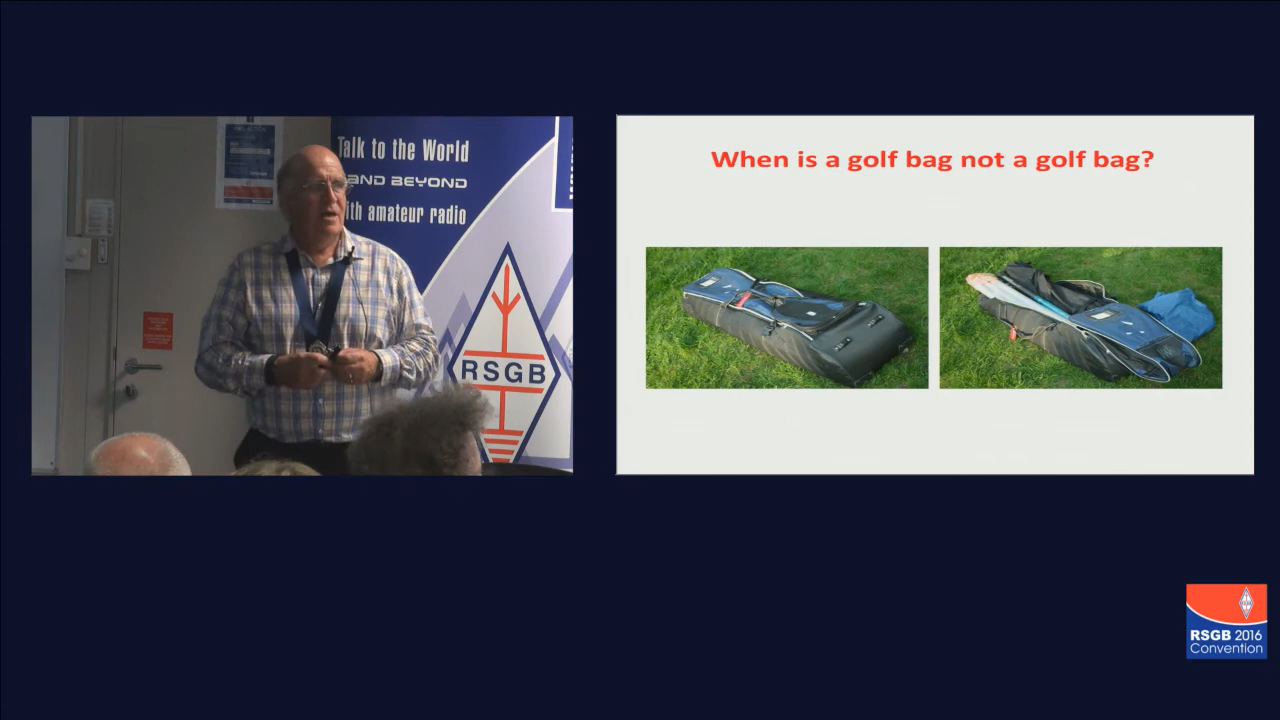 Talk to the World
AND BEYOND
ith amateur radio
RSGB
When is a golf bag not a golf bag?
RSGB 2016
Convention